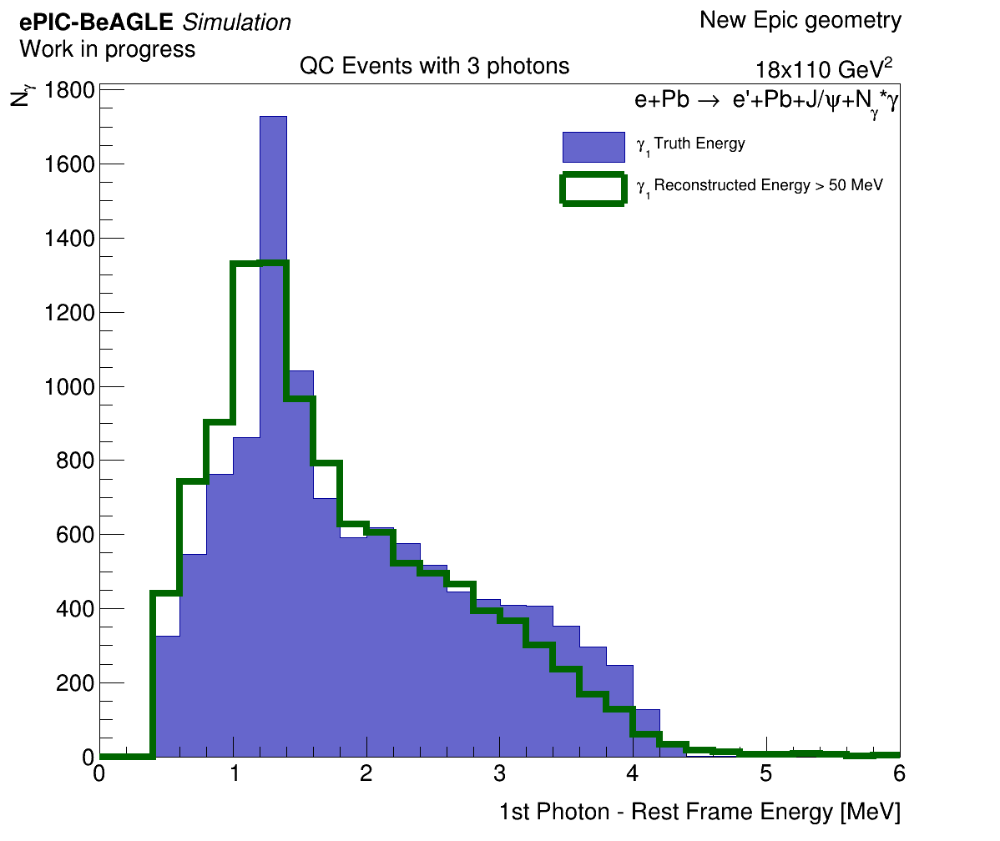 ePIC-BeAGLE Simulation
New Epic geometry
Work in progress
QC Events with 3 photons
18x110 GeV²
Nγ
e+Pb → e'+Pb+J/ψ+Nγ*γ
γ₁ Truth Energy
γ₁ Reconstructed Energy > 50 MeV
1800
1600
1400
1200
1000
800
600
400
200
0
0 1 2 3 4 5 6
1st Photon - Rest Frame Energy [MeV]